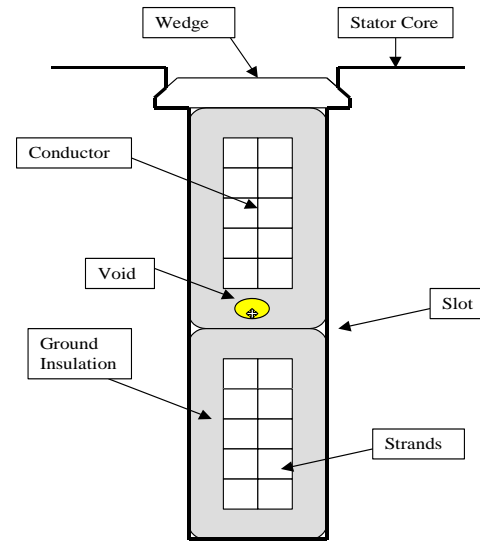 Wedge
Stator Core
Conductor
Void
Slot
Ground
Insulation
Strands